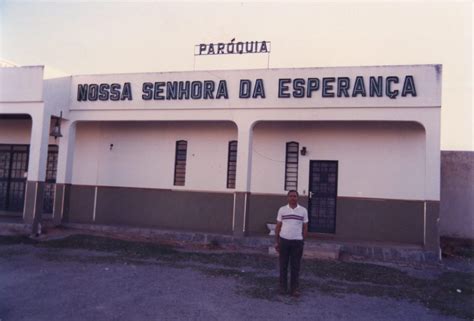 PARÓQUIA
NOSSA SENHORA DA ESPERANÇA